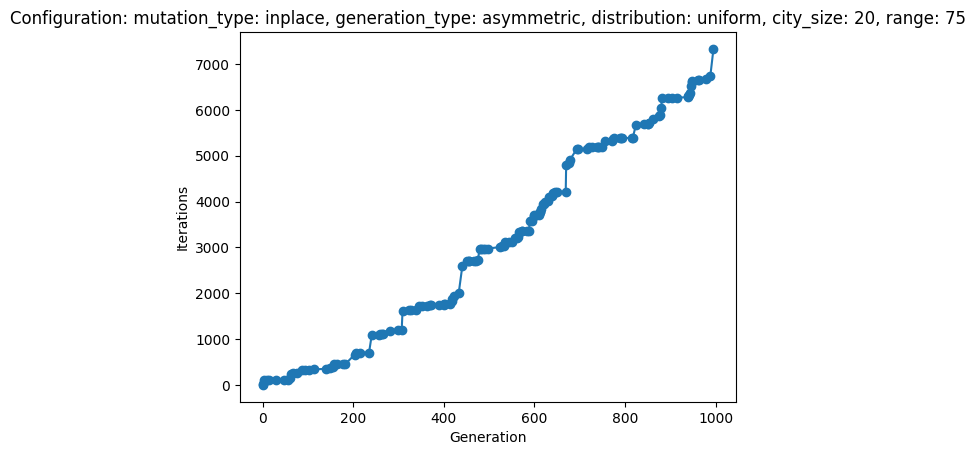 Configuration: mutation_type: inplace, generation_type: asymmetric, distribution: uniform, city_size: 20, range: 75
7000
6000
5000
4000
3000
2000
1000
0
Iterations
0 200 400 600 800 1000
Generation